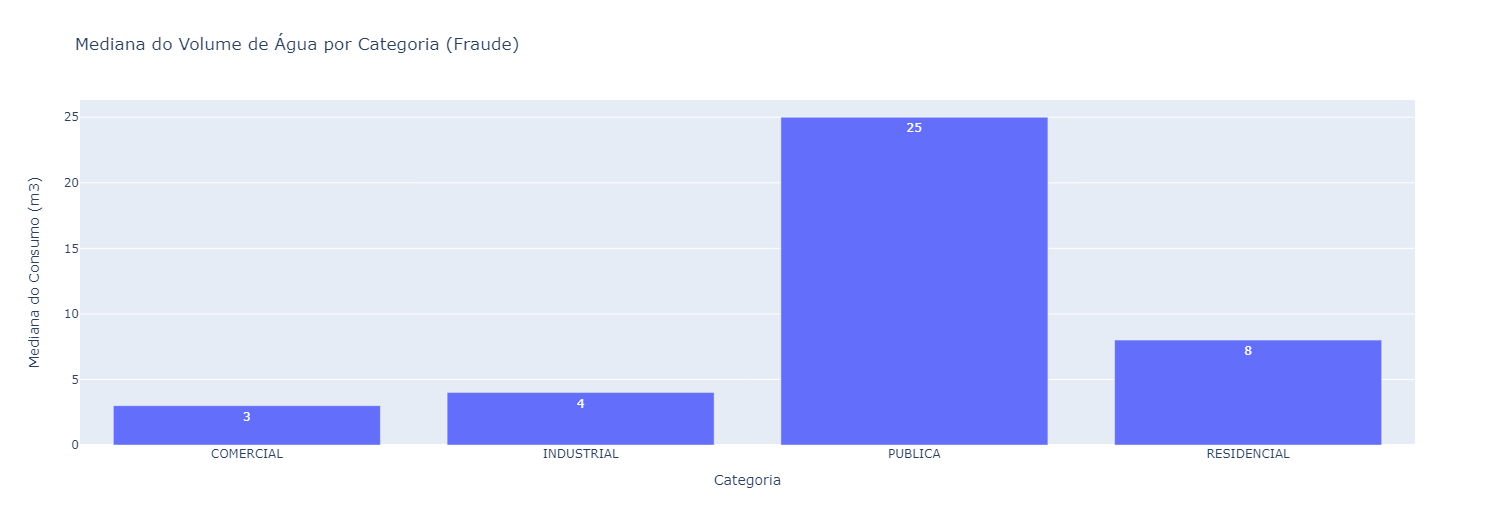 Mediana do Volume de Água por Categoria (Fraude)
Mediana do Consumo (m3)
25
20
15
10
5
0
3
4
25
8
COMERCIAL
INDUSTRIAL
PUBLICA
RESIDENCIAL
Categoria